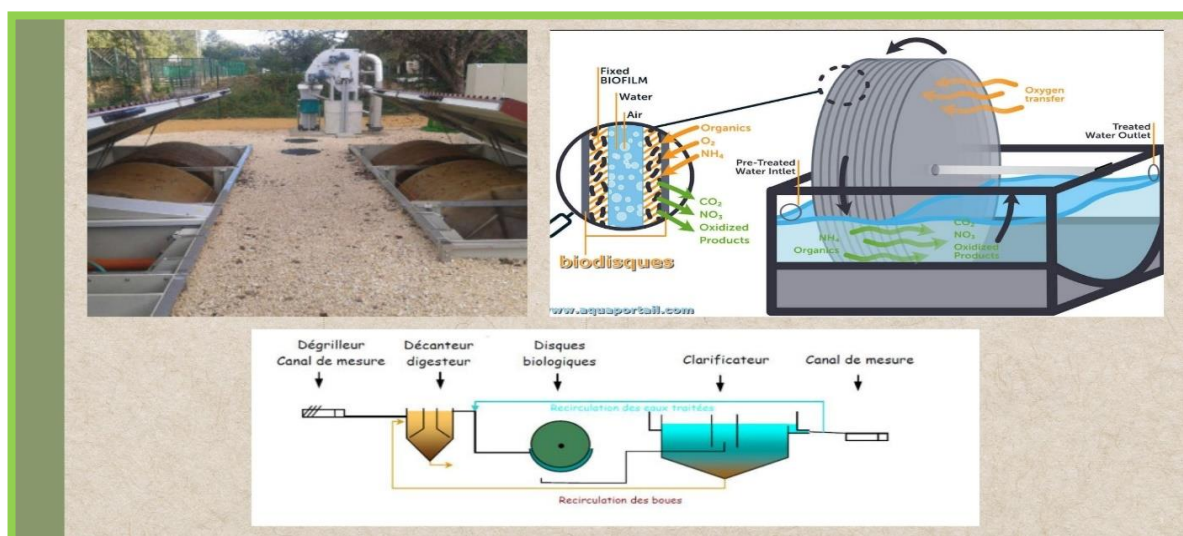 Fixed
BIOFILM
Water
Air
Organics
O₂
NH₄
CO₂
NO₃
Oxidized
Products
biodisques
www.aquaportail.com
Oxygen
transfer
Treated
Water Outlet
Pre-Treated
Water Intlet
NH₄
Organics
CO₂
NO₃
Oxidized
Products
Dégrilleur
Canal de mesure
Décanteur
digesteur
Disques
biologiques
Clarificateur
Canal de mesure
Recirculation des eaux traitées
Recirculation des boues